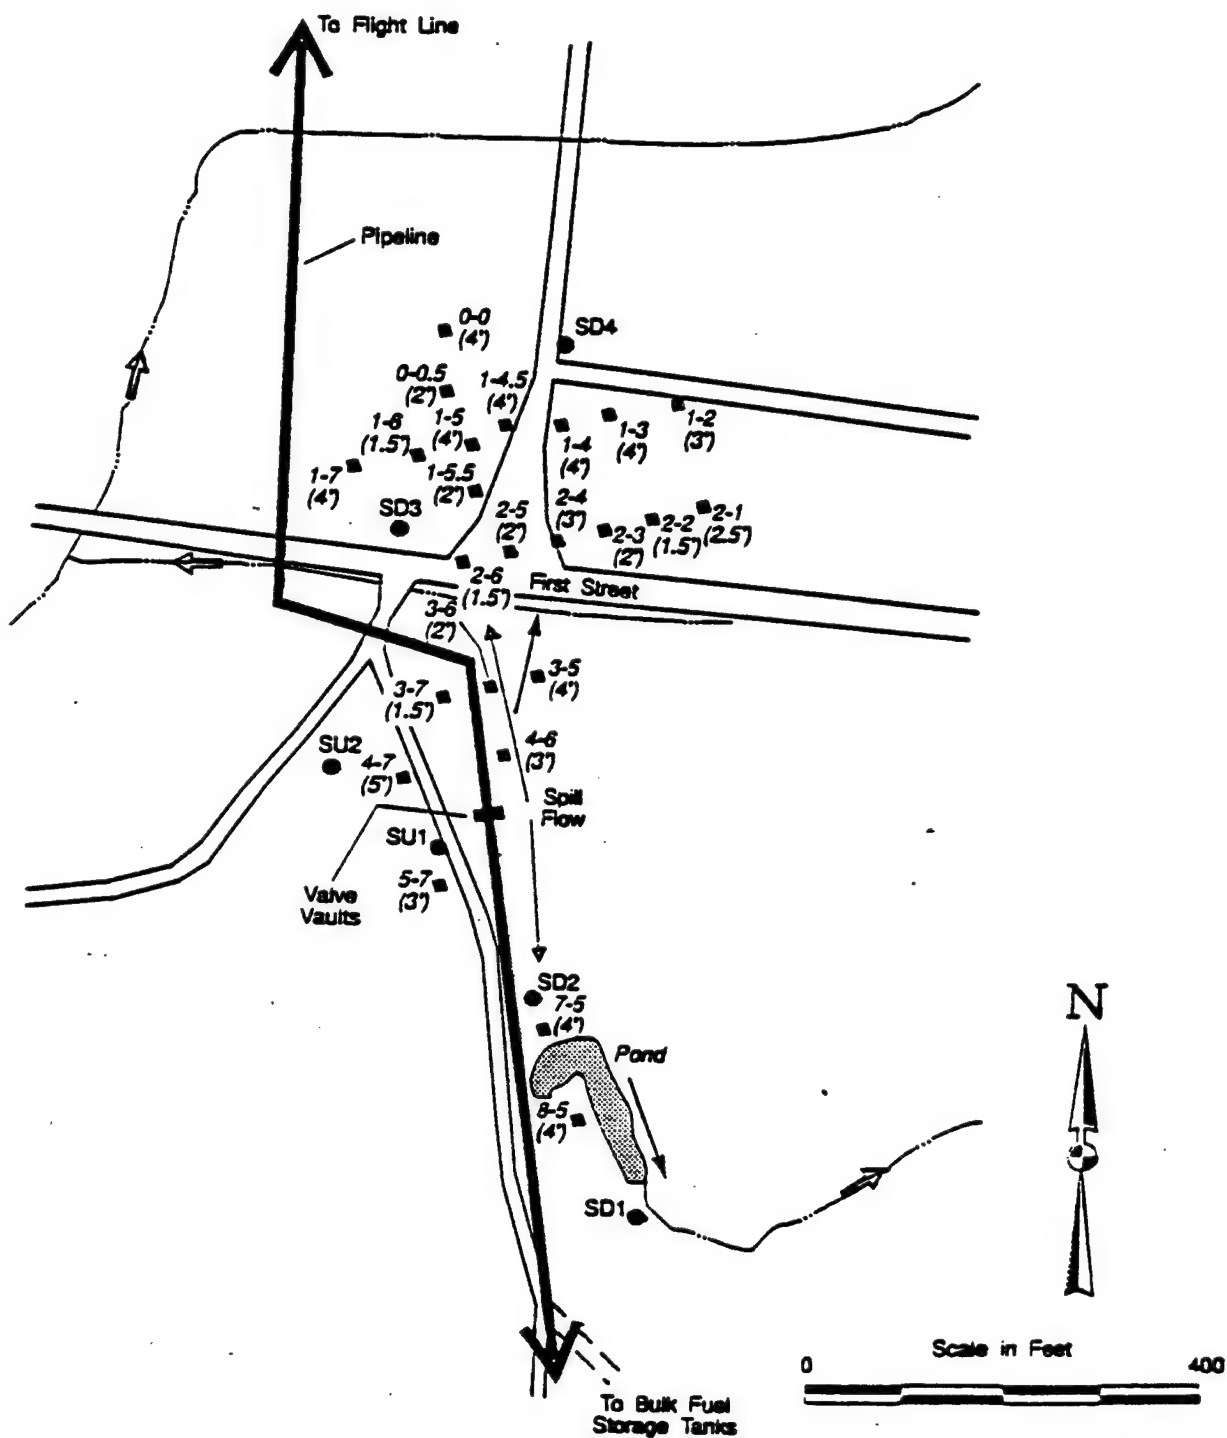 To Flight Line
Pipeline
0-0
(4')
SD4
0-0.5
(2')
1-4.5
(4')
1-6
(1.5')
1-5
(4')
1-2
(3')
1-3
(4')
1-4
(4')
1-7
(4')
1-5.5
(2')
SD3
2-5
(2')
2-4
(3')
2-3
(2')
2-2
(1.5')
2-1
(2.5')
2-6
(1.5')
First Street
3-6
(2')
3-5
(4')
3-7
(1.5')
4-6
(3')
SU2
4-7
(5')
Spill
Flow
SU1
5-7
(3')
Valve
Vaults
SD2
7-5
(4')
N
Pond
8-5
(4')
SD1
Scale in Feet
0
400
To Bulk Fuel
Storage Tanks